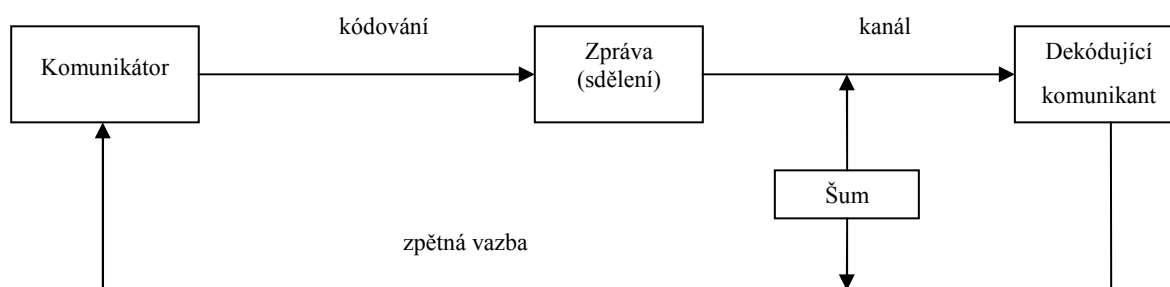 kódování
kanál
Komunikátor
Zpráva
(sdělení)
Dekódující
komunikant
Šum
zpětná vazba